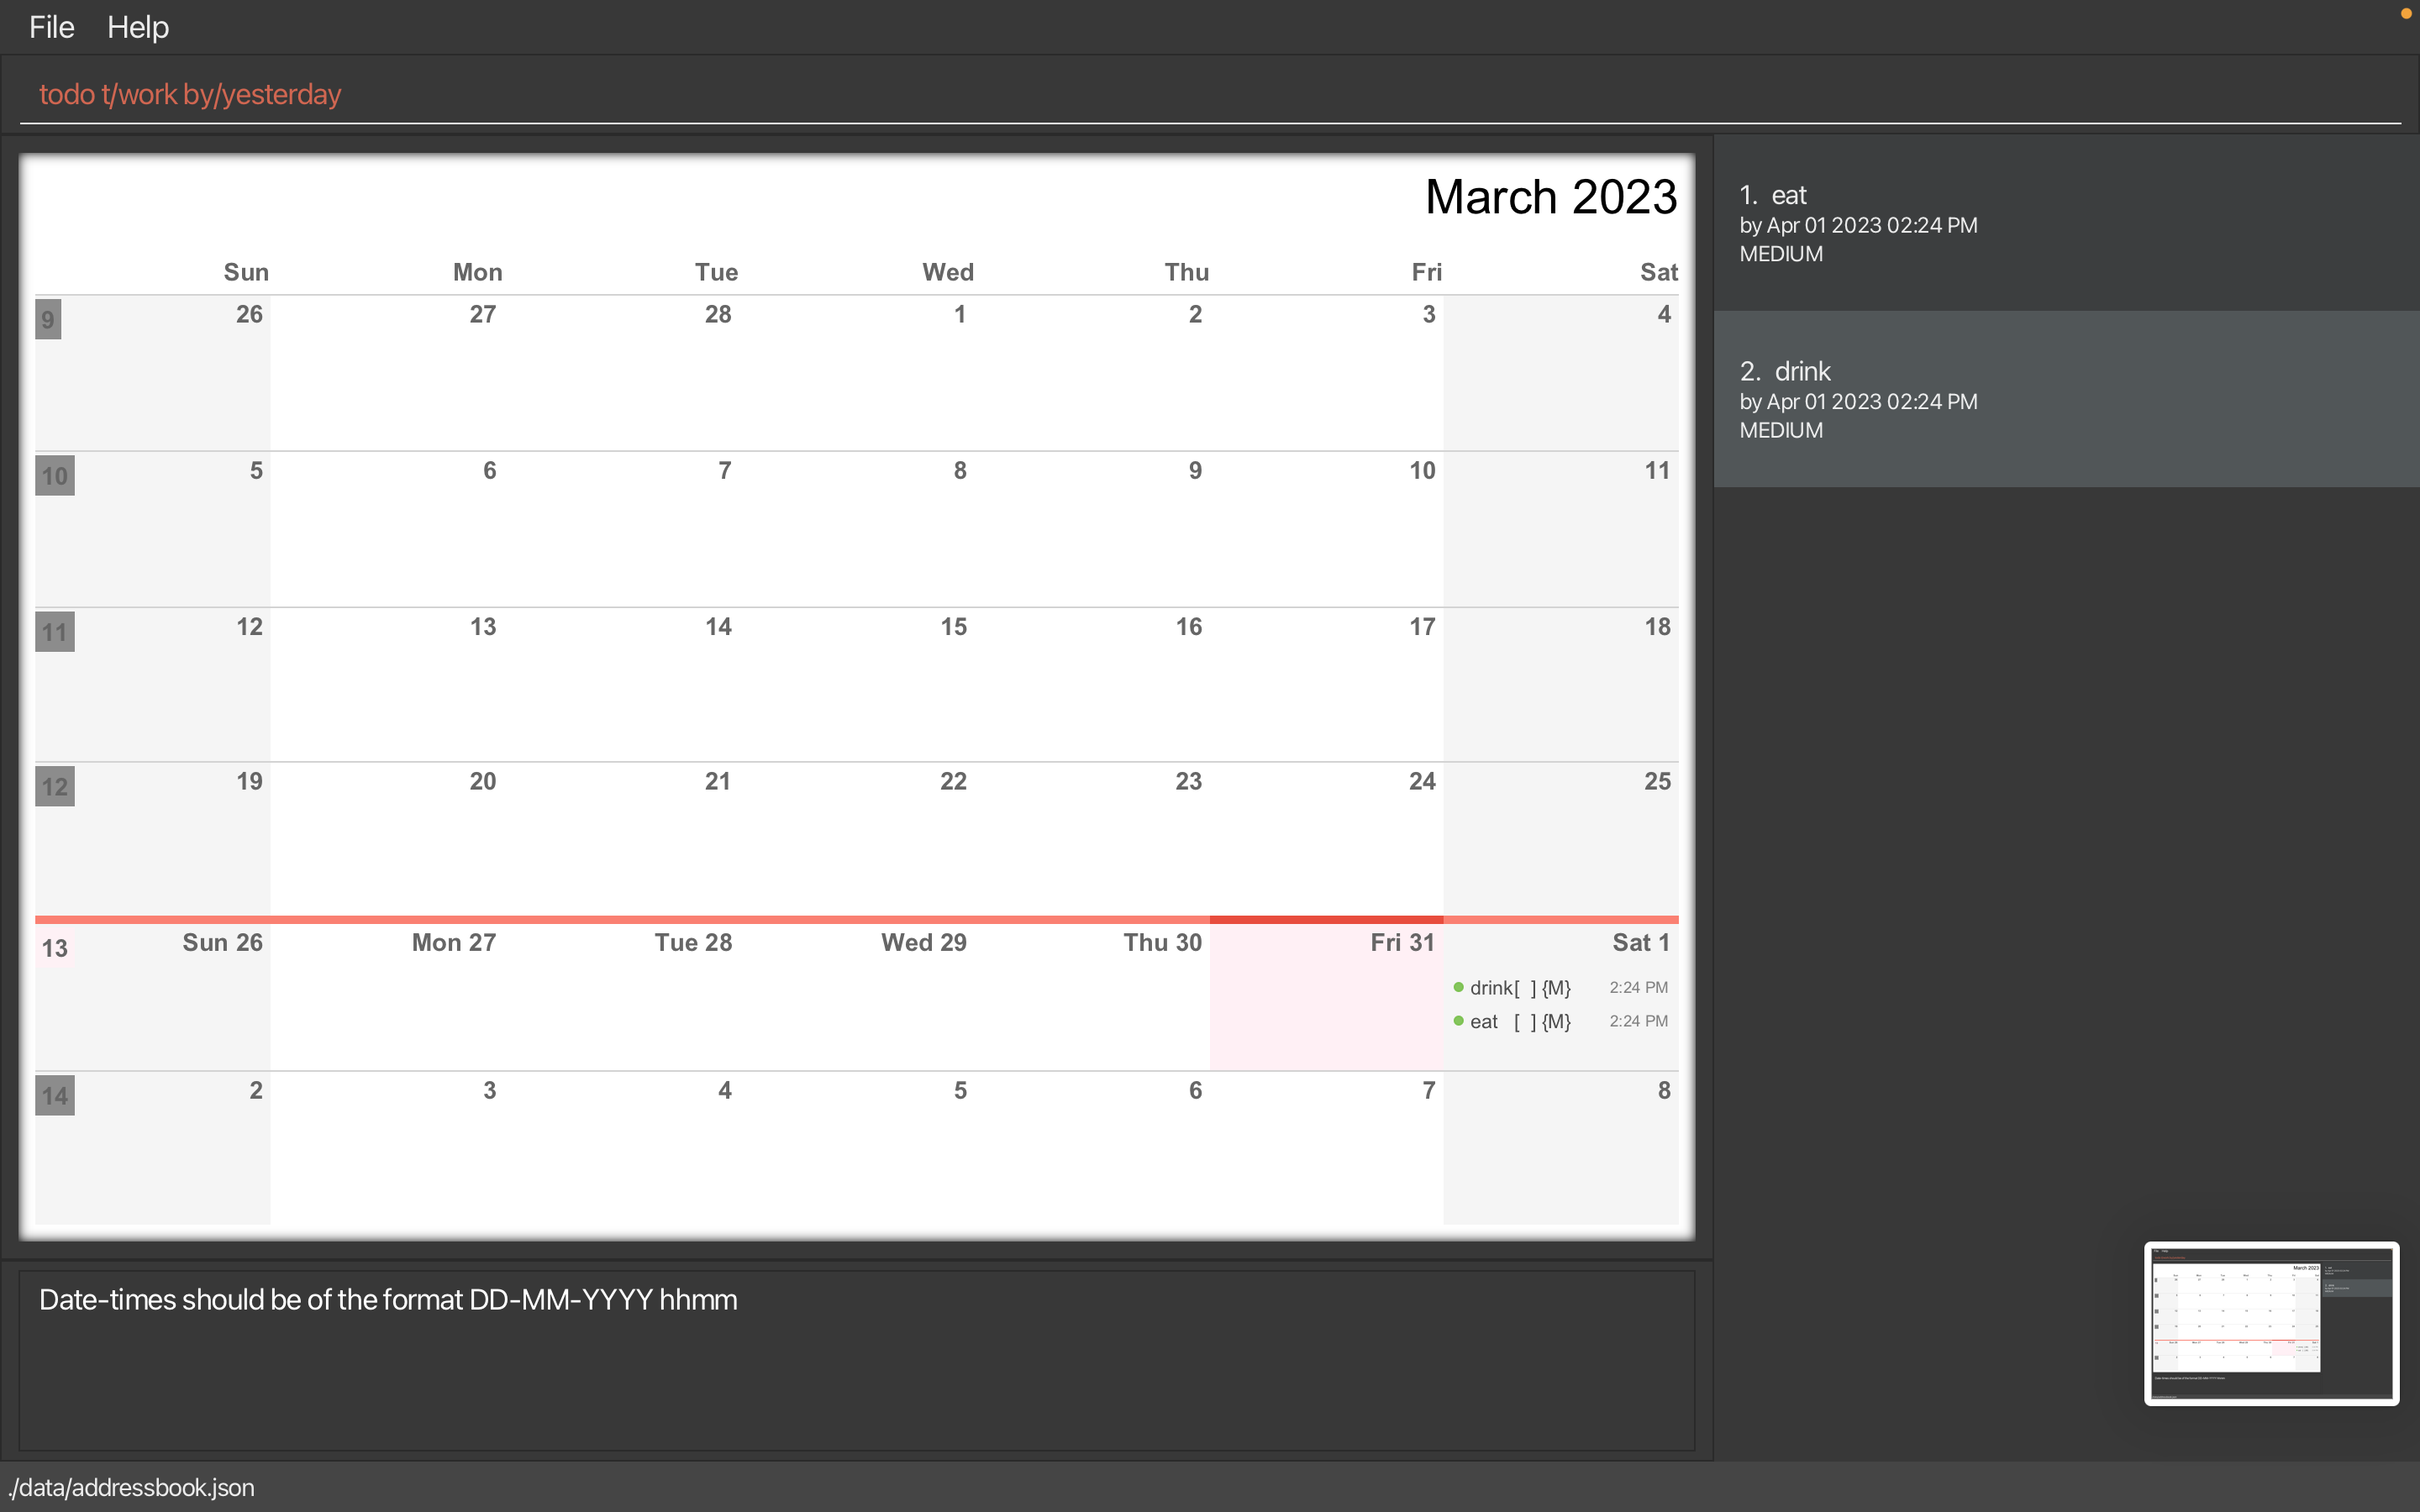 File Help
todo t/work by/yesterday
March 2023
Sun Mon Tue Wed Thu Fri Sat
9 26 27 28 1 2 3 4
10 5 6 7 8 9 10 11
11 12 13 14 15 16 17 18
12 19 20 21 22 23 24 25
13 Sun 26 Mon 27 Tue 28 Wed 29 Thu 30 Fri 31 Sat 1
drink[ ] {M} 2:24 PM
eat [ ] {M} 2:24 PM
14 2 3 4 5 6 7 8
1. eat
by Apr 01 2023 02:24 PM
MEDIUM
2. drink
by Apr 01 2023 02:24 PM
MEDIUM
Date-times should be of the format DD-MM-YYYY hhmm
March 2023
./data/addressbook.json